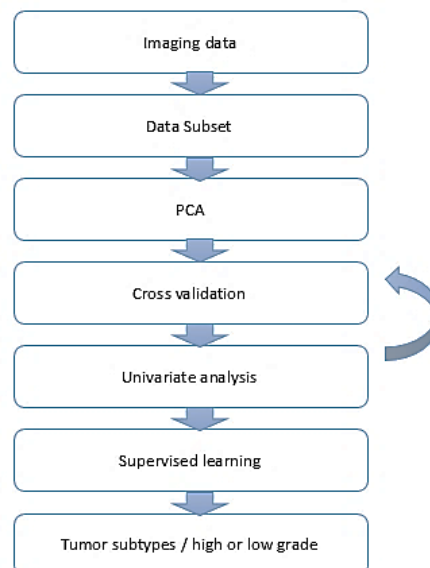 Imaging data
Data Subset
PCA
Cross validation
Univariate analysis
Supervised learning
Tumor subtypes / high or low grade